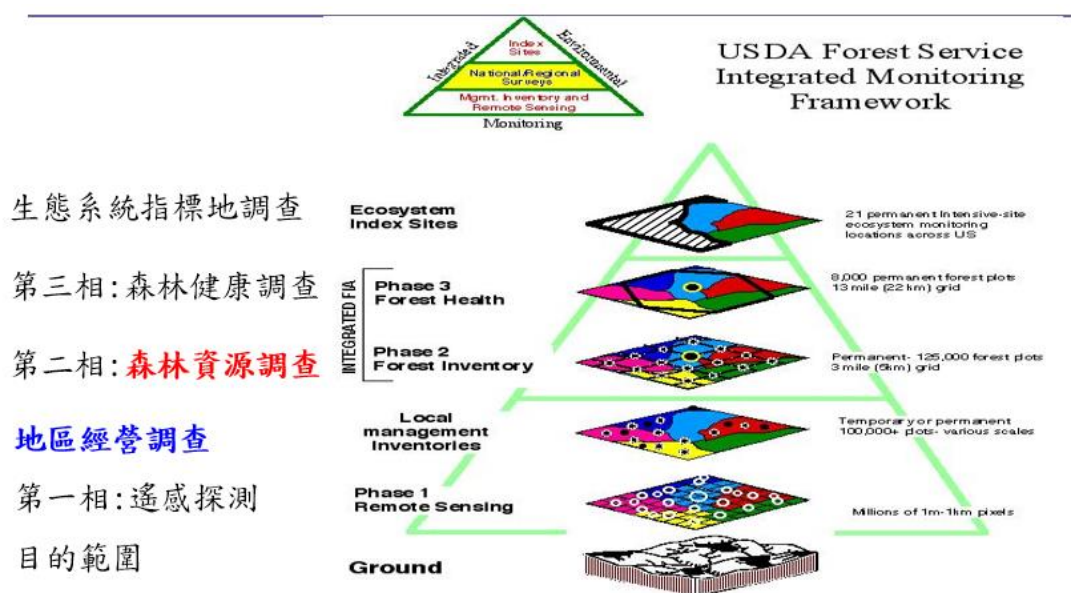 Index
Sites
National/Regional
Surveys
Mgmt. Inventory and
Remote Sensing
Integrated
Environmental
Monitoring
USDA Forest Service
Integrated Monitoring
Framework
生態系統指標地調查
Ecosystem
Index Sites
21 permanent Intensive-site
ecosystem monitoring
locations across US
第三相:森林健康調查
INTEGRATED FIA
Phase 3
Forest Health
8,000 permanent forest plots
13 mile (22 km) grid
第二相:森林資源調查
Phase 2
Forest Inventory
Permanent- 125,000 forest plots
3 mile (5km) grid
地區經營調查
Local
management
Inventories
Temporary or permanent
100,000+ plots- various scales
第一相:遙感探測
Phase 1
Remote Sensing
Millions of 1m-1km pixels
目的範圍
Ground